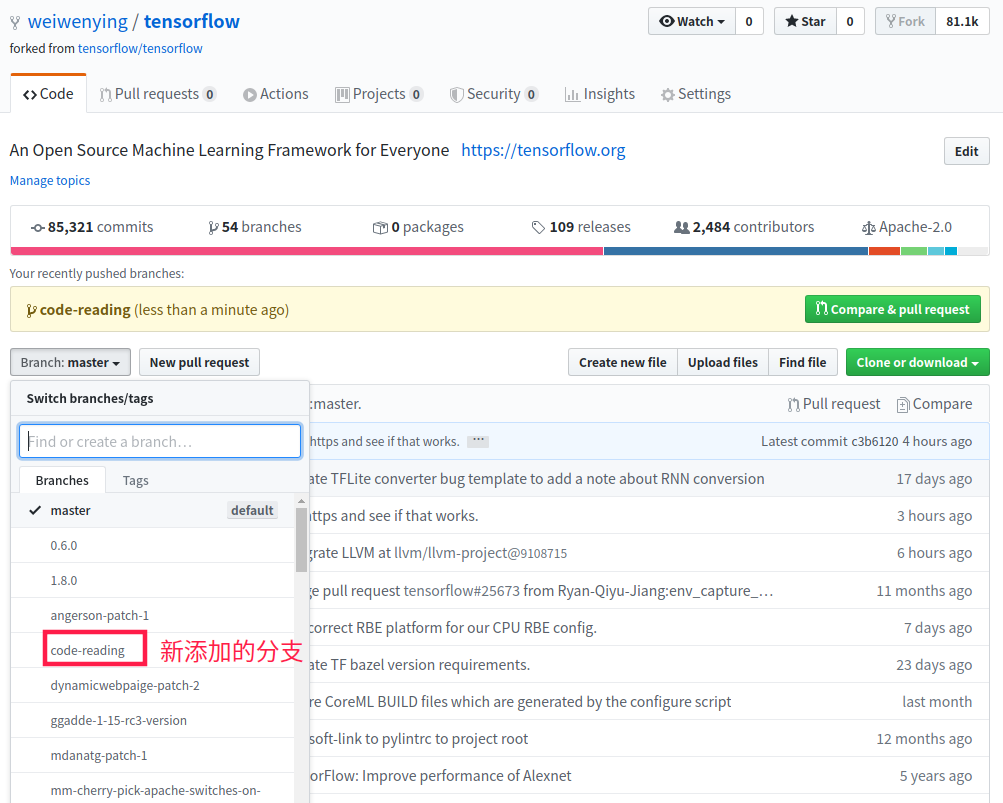 weiwenying / tensorflow
Watch 0 Star 0 Fork 81.1k
forked from tensorflow/tensorflow
Code Pull requests 0 Actions Projects 0 Security 0 Insights Settings
An Open Source Machine Learning Framework for Everyone https://tensorflow.org
Edit
Manage topics
85,321 commits 54 branches 0 packages 109 releases 2,484 contributors Apache-2.0
Your recently pushed branches:
code-reading (less than a minute ago) Compare & pull request
Branch: master New pull request Create new file Upload files Find file Clone or download
Switch branches/tags
:master. Pull request Compare
Find or create a branch…
https and see if that works. ... Latest commit c3b6120 4 hours ago
Branches Tags
ate TFLite converter bug template to add a note about RNN conversion 17 days ago
master default
ttps and see if that works. 3 hours ago
0.6.0
grate LLVM at llvm/llvm-project@9108715 6 hours ago
1.8.0
ge pull request tensorflow#25673 from Ryan-Qiyu-Jiang:env_capture_… 11 months ago
angerson-patch-1
correct RBE platform for our CPU RBE config. 7 days ago
code-reading 新添加的分支
ate TF bazel version requirements. 23 days ago
dynamicwebpaige-patch-2
re CoreML BUILD files which are generated by the configure script last month
ggadde-1-15-rc3-version
soft-link to pylintrc to project root 12 months ago
mdanatg-patch-1
orFlow: Improve performance of Alexnet 5 years ago
mm-cherry-pick-apache-switches-on-